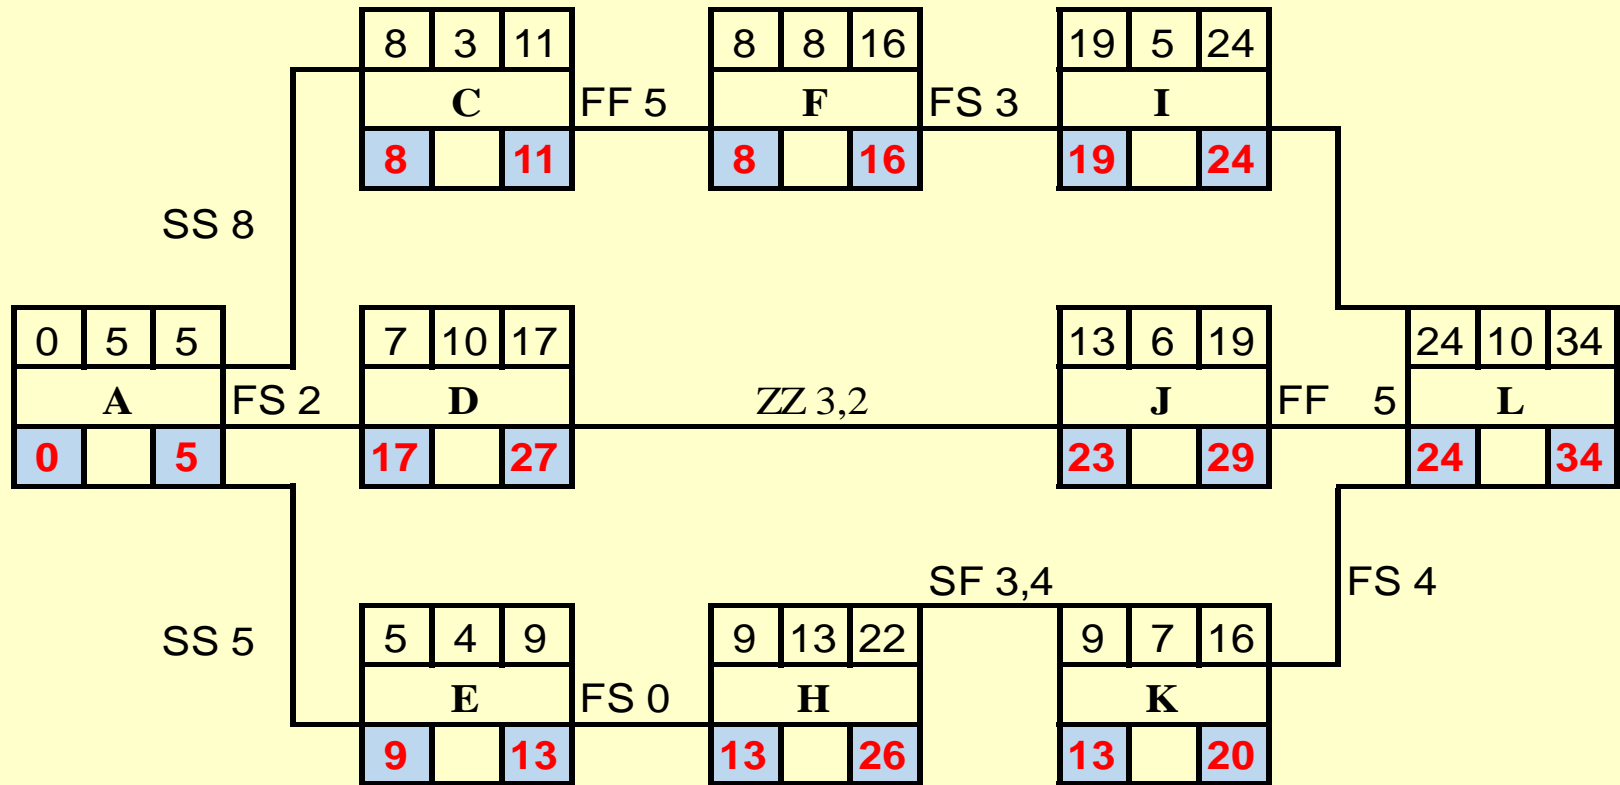 8 3 11
C
8 11
FF 5
8 8 16
F
8 16
FS 3
19 5 24
I
19 24
SS 8
0 5 5
A
0 5
FS 2
7 10 17
D
17 27
ZZ 3,2
13 6 19
J
23 29
FF 5
24 10 34
L
24 34
SS 5
5 4 9
E
9 13
FS 0
9 13 22
H
13 26
SF 3,4
9 7 16
K
13 20
FS 4